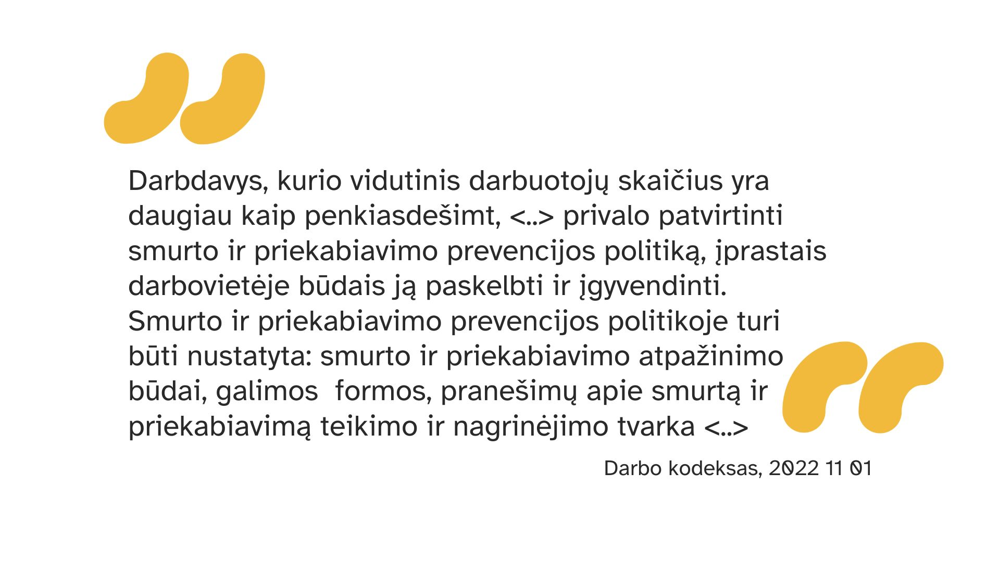 Darbdavys, kurio vidutinis darbuotojų skaičius yra
daugiau kaip penkiasdešimt, <..> privalo patvirtinti
smurto ir priekabiavimo prevencijos politiką, įprastais
darbovietėje būdais ją paskelbti ir įgyvendinti.
Smurto ir priekabiavimo prevencijos politikoje turi
būti nustatyta: smurto ir priekabiavimo atpažinimo
būdai, galimos  formos, pranešimų apie smurtą ir
priekabiavimą teikimo ir nagrinėjimo tvarka <..>
Darbo kodeksas, 2022 11 01